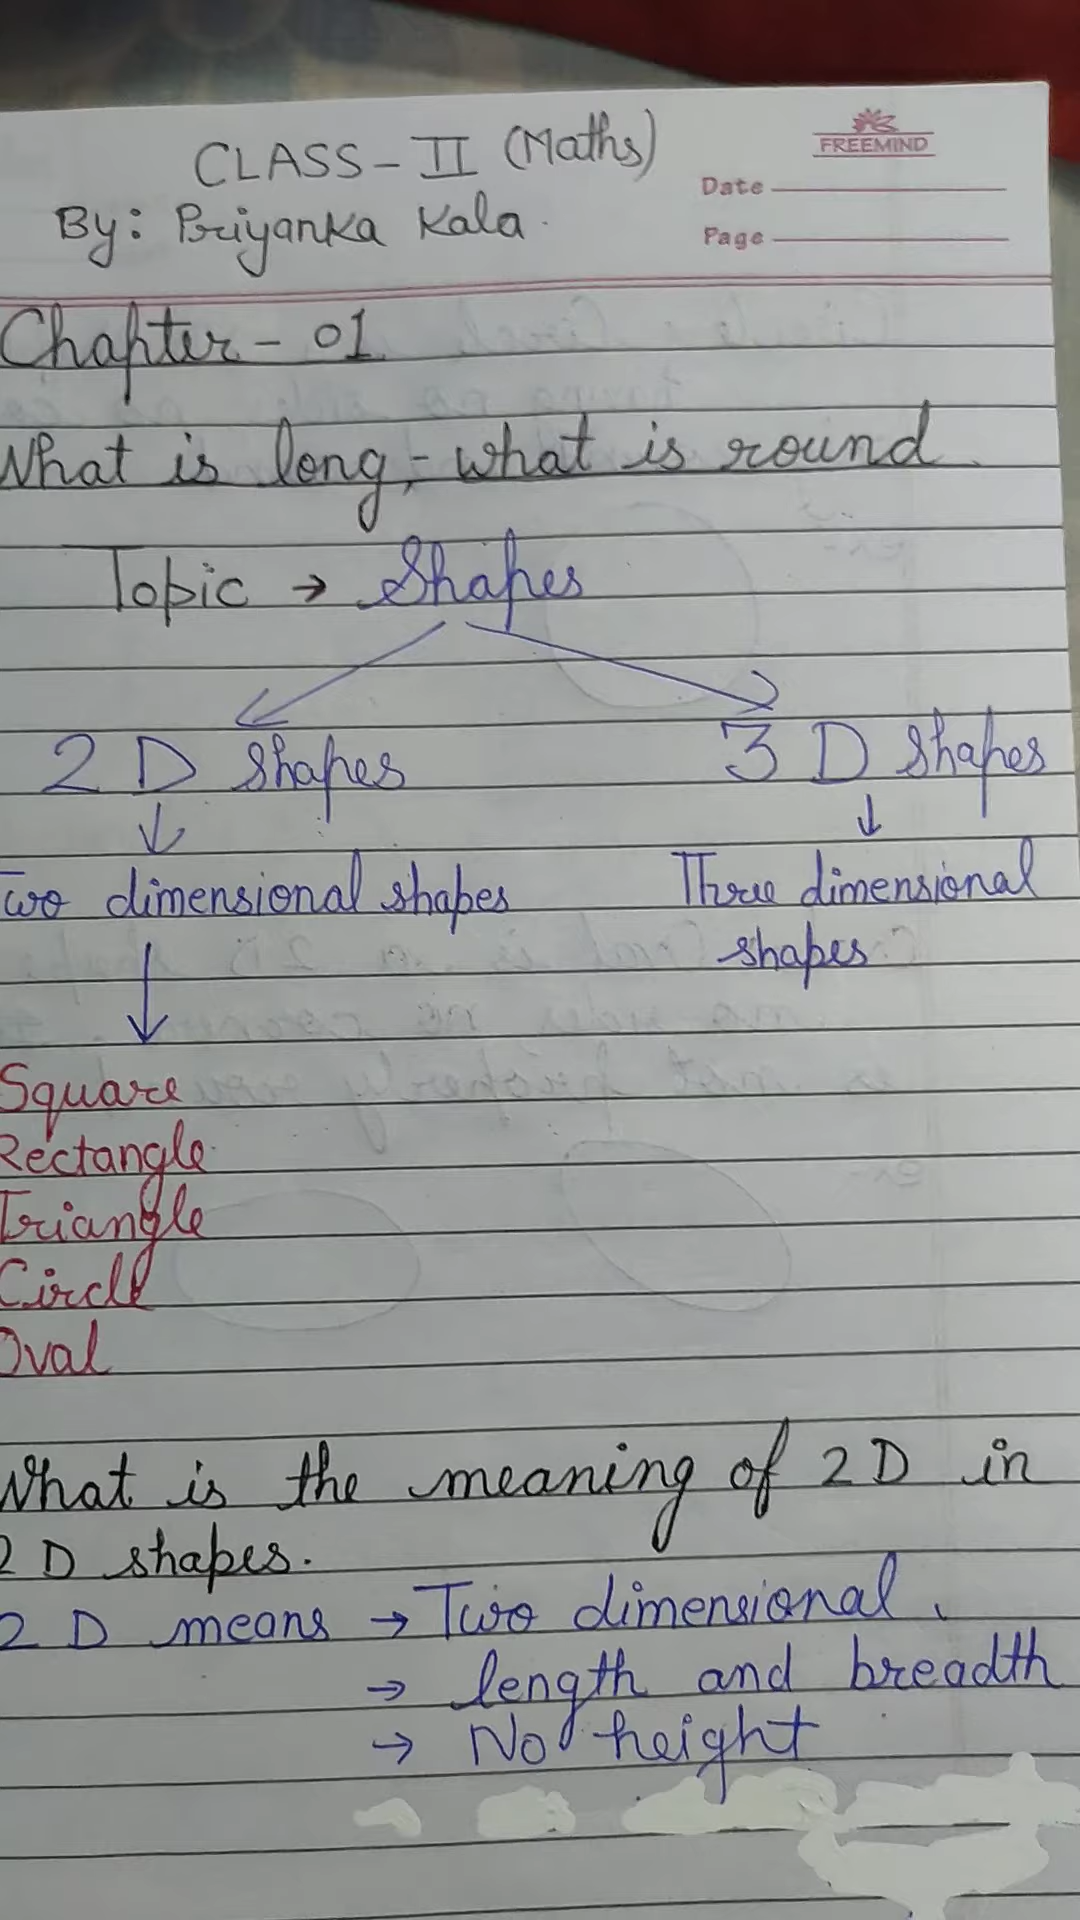 CLASS - II (Maths)
FREEMIND
Date
By: Priyanka Kala.
Page
Chapter - 01
What is long, - what is round.
Topic → Shapes
2 D shapes
3 D shapes
Two dimensional shapes
Three dimensional
shapes
Square
Rectangle
Triangle
Circle
Oval
What is the meaning of 2D in
2 D shapes.
2 D means → Two dimensional.
→ length and breadth
→ No height